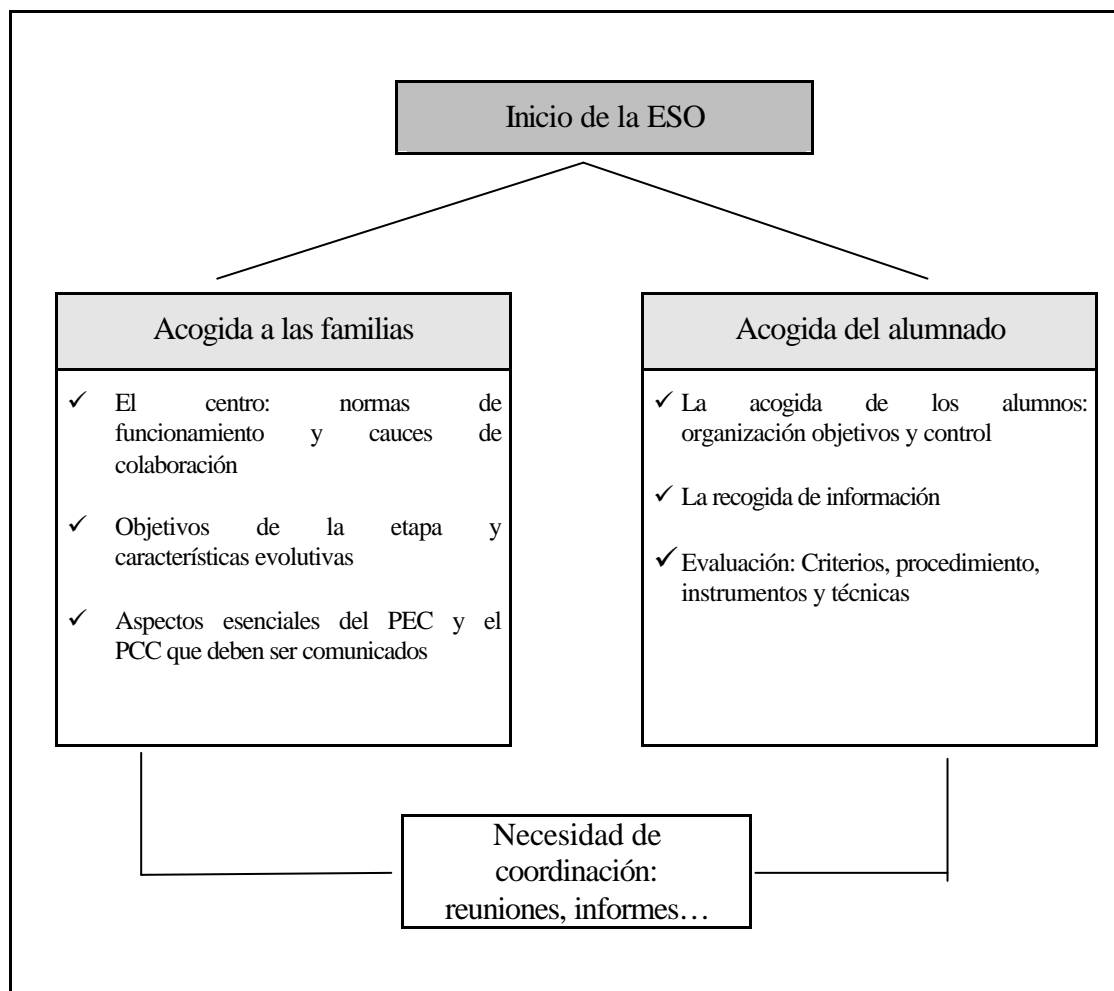 Inicio de la ESO
Acogida a las familias
✓ El centro: normas de
funcionamiento y cauces de
colaboración
✓ Objetivos de la etapa y
características evolutivas
✓ Aspectos esenciales del PEC y el
PCC que deben ser comunicados
Acogida del alumnado
✓ La acogida de los alumnos:
organización objetivos y control
✓ La recogida de información
✓ Evaluación: Criterios, procedimiento,
instrumentos y técnicas
Necesidad de
coordinación:
reuniones, informes…